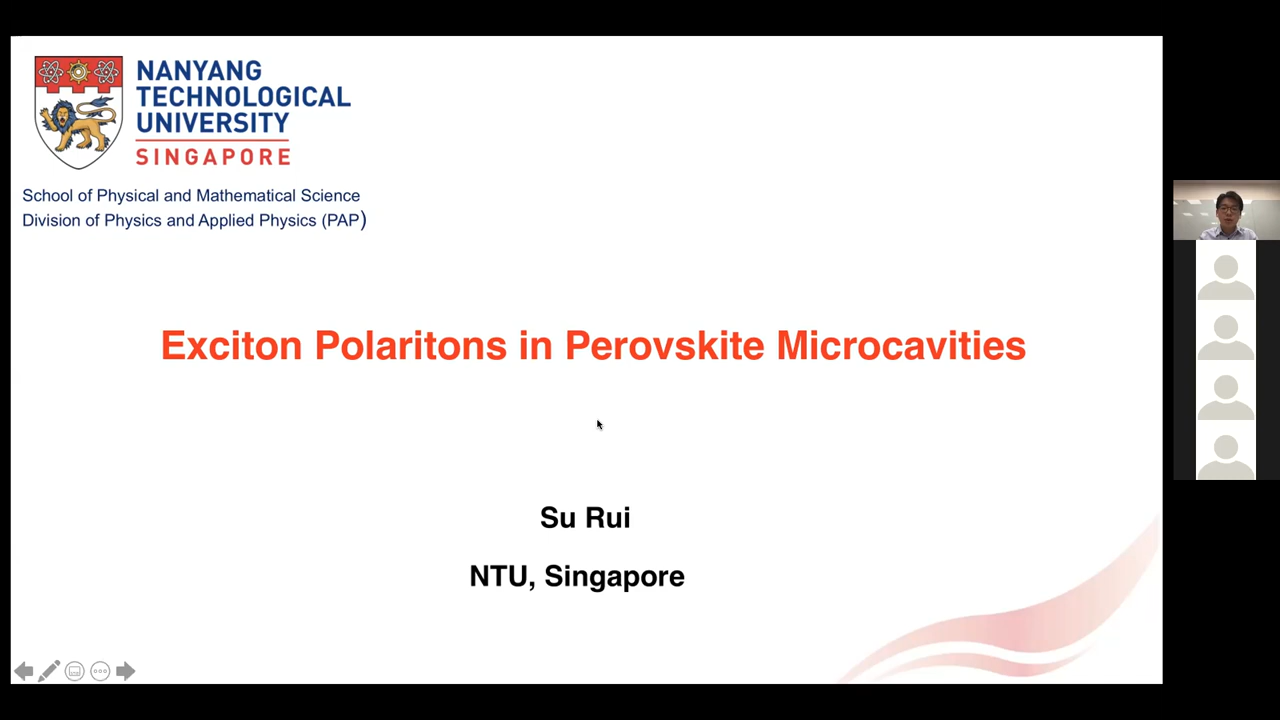 NANYANG
TECHNOLOGICAL
UNIVERSITY
SINGAPORE
School of Physical and Mathematical Science
Division of Physics and Applied Physics (PAP)
Exciton Polaritons in Perovskite Microcavities
Su Rui
NTU, Singapore